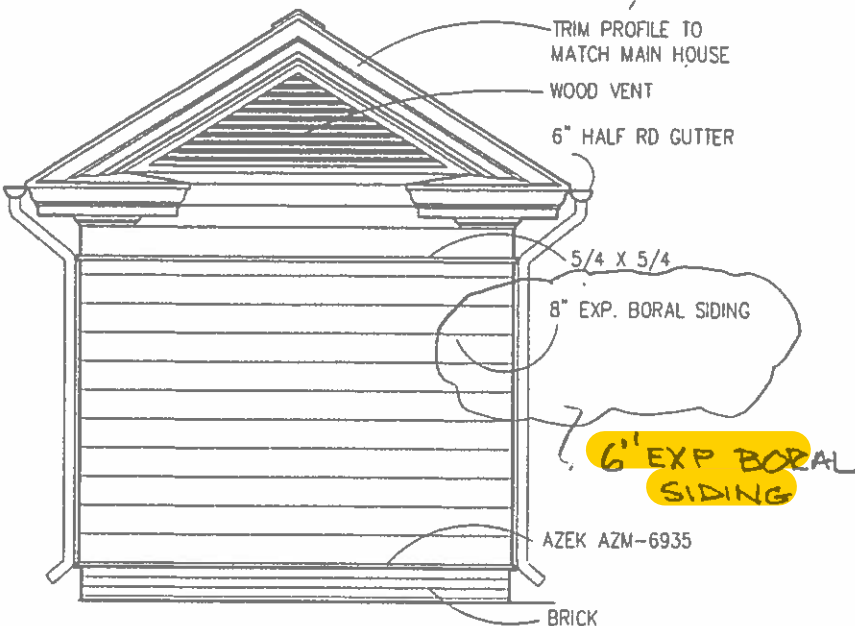 TRIM PROFILE TO
MATCH MAIN HOUSE
WOOD VENT
6" HALF RD GUTTER
5/4 X 5/4
8" EXP. BORAL SIDING
6" EXP BORAL
SIDING
AZEK AZM-6935
BRICK